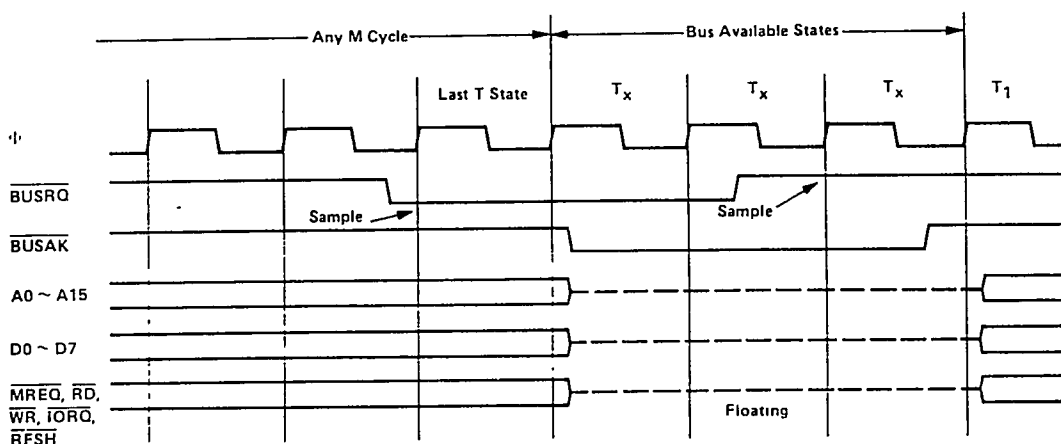 Any M Cycle
Bus Available States
Last T State
Tx
Tx
Tx
T1
Φ
BUSRQ
Sample
Sample
BUSAK
A0 ~ A15
D0 ~ D7
MREQ, RD,
WR, IORQ,
RFSH
Floating